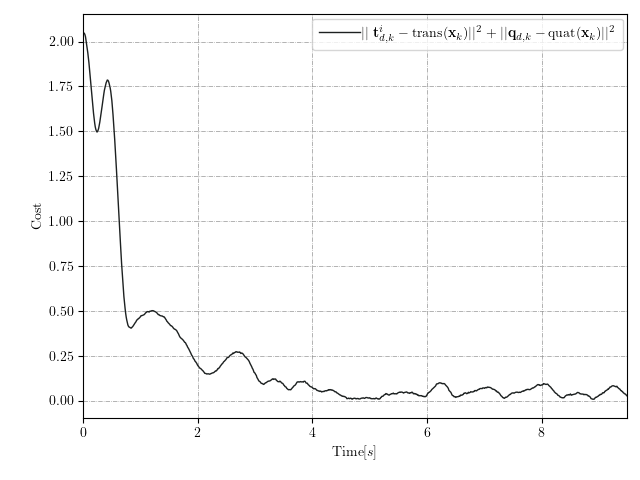 || t^i_{d,k} − trans(x_k)||^2 + ||q_{d,k} − quat(x_k)||^2
2.00
1.75
1.50
1.25
1.00
0.75
0.50
0.25
0.00
Cost
0 2 4 6 8
Time[s]